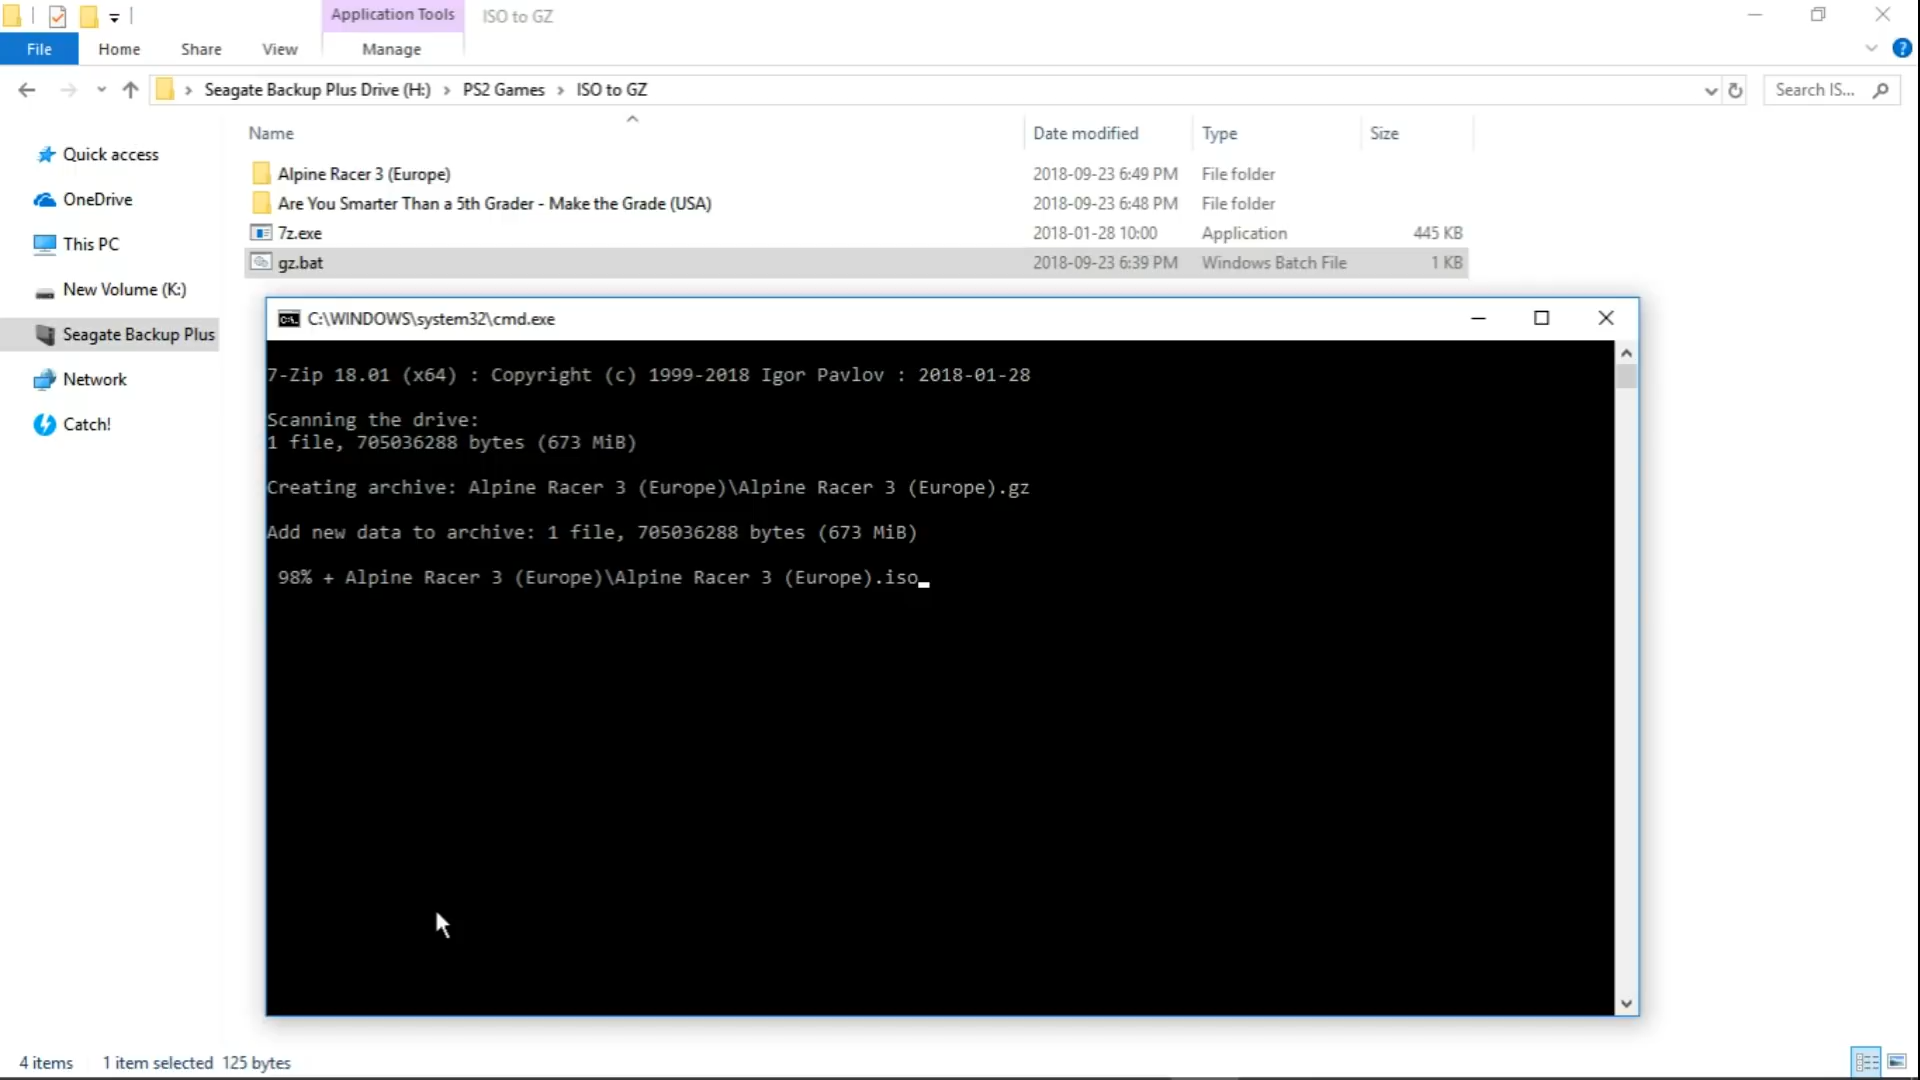 Application Tools ISO to GZ
File Home Share View Manage
Seagate Backup Plus Drive (H:) › PS2 Games › ISO to GZ
Search IS...
Name Date modified Type Size
Quick access
OneDrive
This PC
New Volume (K:)
Seagate Backup Plus
Network
Catch!
Alpine Racer 3 (Europe) 2018-09-23 6:49 PM File folder
Are You Smarter Than a 5th Grader - Make the Grade (USA) 2018-09-23 6:48 PM File folder
7z.exe 2018-01-28 10:00 Application 445 KB
gz.bat 2018-09-23 6:39 PM Windows Batch File 1 KB
C:\WINDOWS\system32\cmd.exe
7-Zip 18.01 (x64) : Copyright (c) 1999-2018 Igor Pavlov : 2018-01-28
Scanning the drive:
1 file, 705036288 bytes (673 MiB)
Creating archive: Alpine Racer 3 (Europe)\Alpine Racer 3 (Europe).gz
Add new data to archive: 1 file, 705036288 bytes (673 MiB)
98% + Alpine Racer 3 (Europe)\Alpine Racer 3 (Europe).iso
4 items 1 item selected 125 bytes